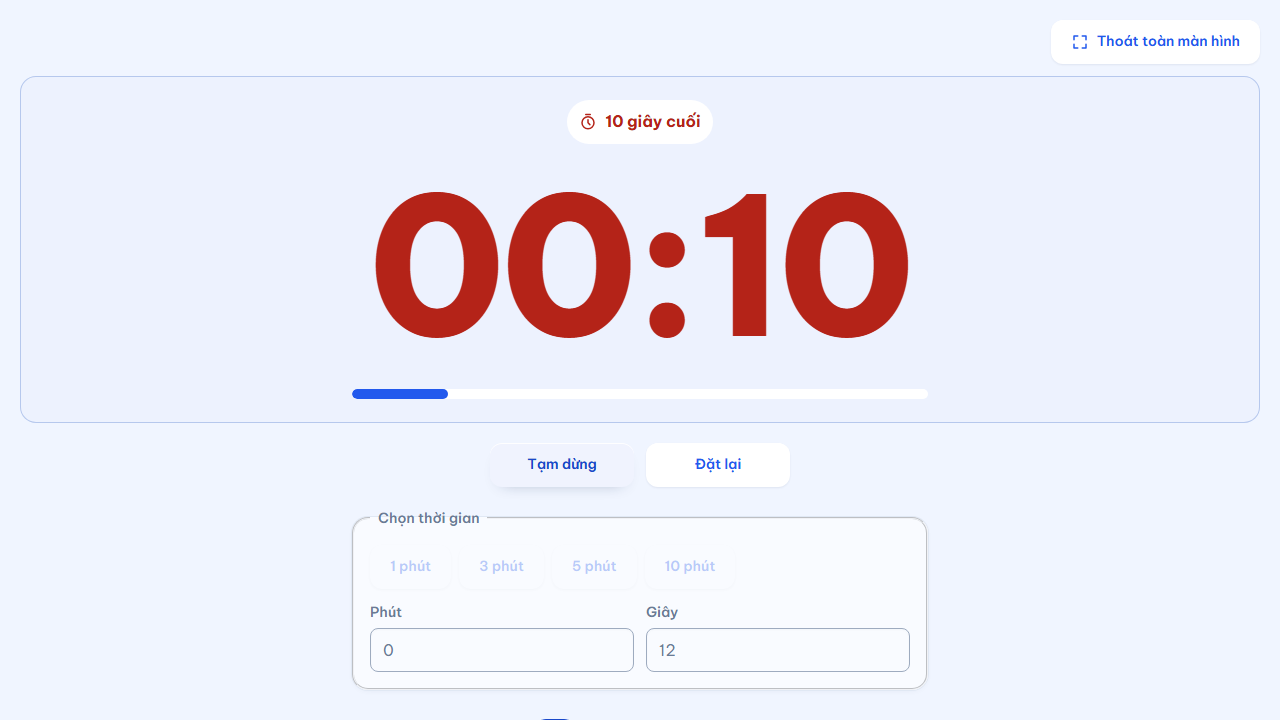 Thoát toàn màn hình
10 giây cuối
00:10
Tạm dừng
Đặt lại
Chọn thời gian
1 phút
3 phút
5 phút
10 phút
Phút
Giây
0
12